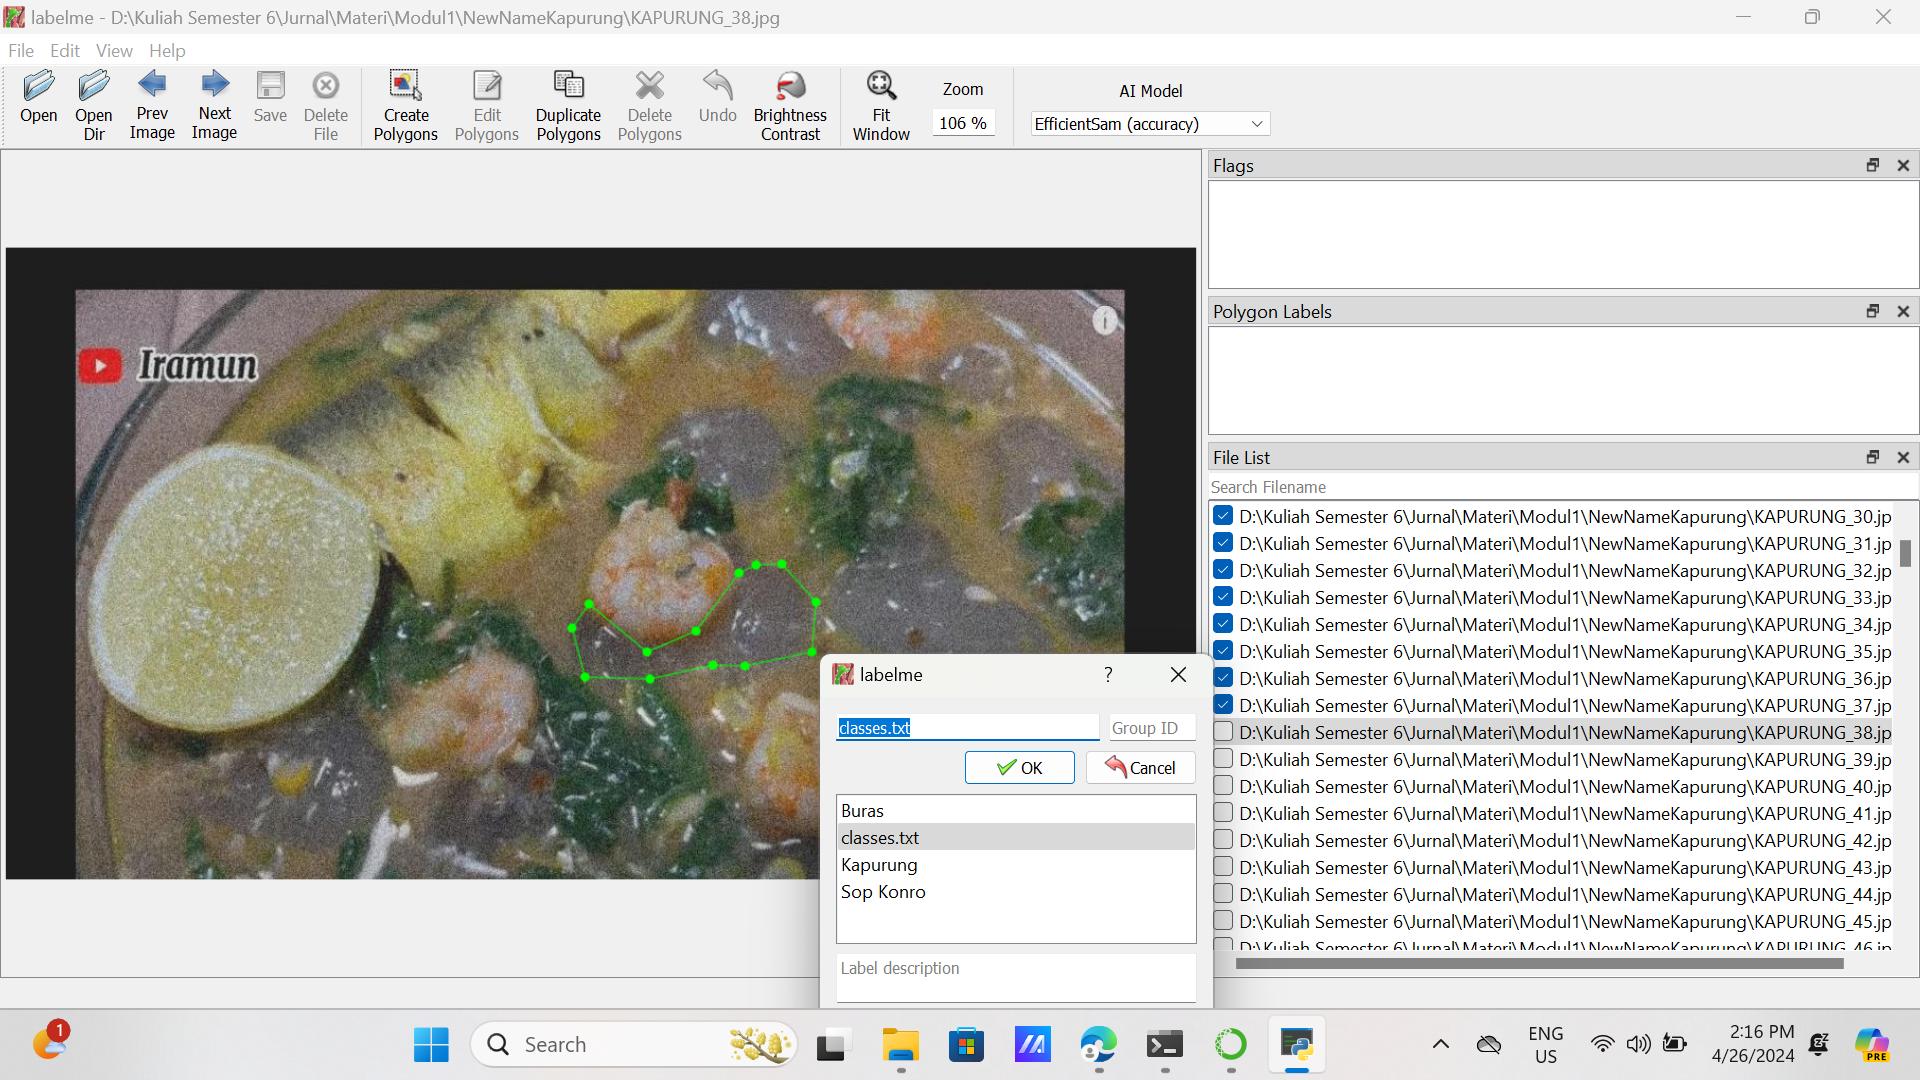 labelme - D:\Kuliah Semester 6\Jurnal\Materi\Modul1\NewNameKapurung\KAPURUNG_38.jpg
File Edit View Help
Open
Open Dir
Prev Image
Next Image
Save
Delete File
Create Polygons
Edit Polygons
Duplicate Polygons
Delete Polygons
Undo
Brightness Contrast
Fit Window
Zoom
106 %
AI Model
EfficientSam (accuracy)
Iramun
Flags
Polygon Labels
File List
Search Filename
D:\Kuliah Semester 6\Jurnal\Materi\Modul1\NewNameKapurung\KAPURUNG_30.jp
D:\Kuliah Semester 6\Jurnal\Materi\Modul1\NewNameKapurung\KAPURUNG_31.jp
D:\Kuliah Semester 6\Jurnal\Materi\Modul1\NewNameKapurung\KAPURUNG_32.jp
D:\Kuliah Semester 6\Jurnal\Materi\Modul1\NewNameKapurung\KAPURUNG_33.jp
D:\Kuliah Semester 6\Jurnal\Materi\Modul1\NewNameKapurung\KAPURUNG_34.jp
D:\Kuliah Semester 6\Jurnal\Materi\Modul1\NewNameKapurung\KAPURUNG_35.jp
D:\Kuliah Semester 6\Jurnal\Materi\Modul1\NewNameKapurung\KAPURUNG_36.jp
D:\Kuliah Semester 6\Jurnal\Materi\Modul1\NewNameKapurung\KAPURUNG_37.jp
D:\Kuliah Semester 6\Jurnal\Materi\Modul1\NewNameKapurung\KAPURUNG_38.jp
D:\Kuliah Semester 6\Jurnal\Materi\Modul1\NewNameKapurung\KAPURUNG_39.jp
D:\Kuliah Semester 6\Jurnal\Materi\Modul1\NewNameKapurung\KAPURUNG_40.jp
D:\Kuliah Semester 6\Jurnal\Materi\Modul1\NewNameKapurung\KAPURUNG_41.jp
D:\Kuliah Semester 6\Jurnal\Materi\Modul1\NewNameKapurung\KAPURUNG_42.jp
D:\Kuliah Semester 6\Jurnal\Materi\Modul1\NewNameKapurung\KAPURUNG_43.jp
D:\Kuliah Semester 6\Jurnal\Materi\Modul1\NewNameKapurung\KAPURUNG_44.jp
D:\Kuliah Semester 6\Jurnal\Materi\Modul1\NewNameKapurung\KAPURUNG_45.jp
D:\Kuliah Semester 6\Jurnal\Materi\Modul1\NewNameKapurung\KAPURUNG_46.jp
labelme
?
classes.txt
Group ID
OK
Cancel
Buras
classes.txt
Kapurung
Sop Konro
Label description
1
Search
ENG
US
2:16 PM
4/26/2024
PRE